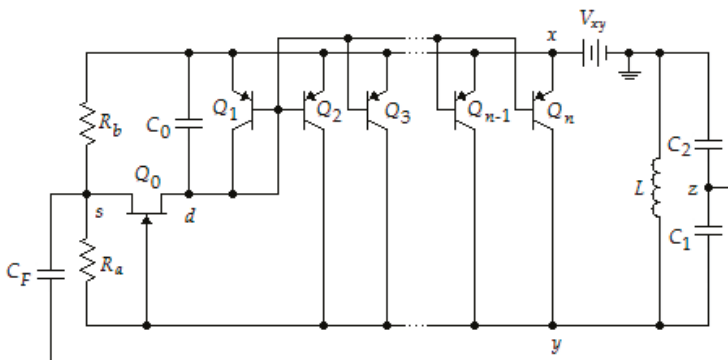 V_xy
x
Q_1
Q_2
Q_3
Q_n-1
Q_n
R_b
C_0
C_2
Q_0
L
z
s
d
C_1
C_F
R_a
y